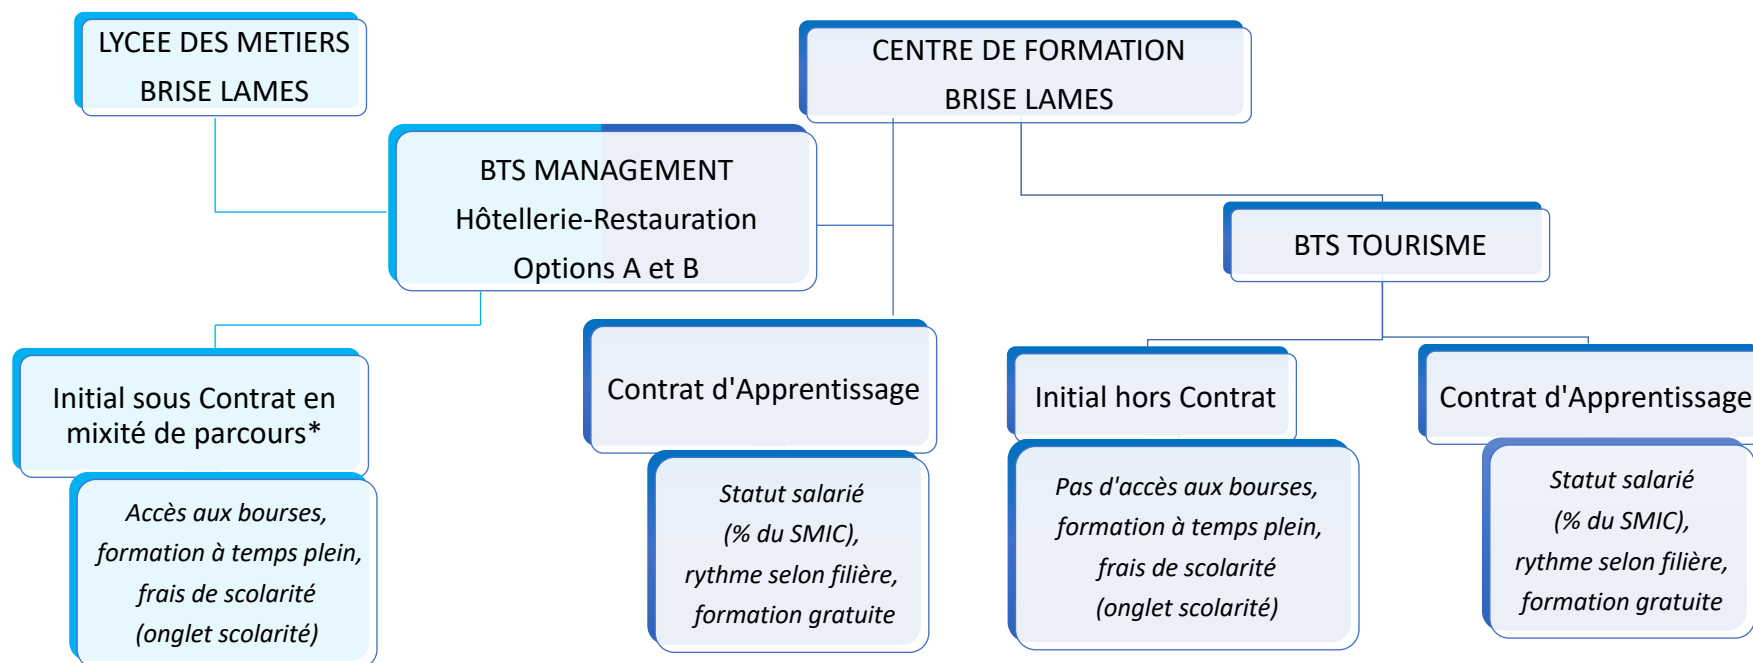 LYCEE DES METIERS
BRISE LAMES
CENTRE DE FORMATION
BRISE LAMES
BTS MANAGEMENT
Hôtellerie-Restauration
Options A et B
BTS TOURISME
Initial sous Contrat en
mixité de parcours*
Contrat d'Apprentissage
Initial hors Contrat
Contrat d'Apprentissage
Accès aux bourses,
formation à temps plein,
frais de scolarité
(onglet scolarité)
Statut salarié
(% du SMIC),
rythme selon filière,
formation gratuite
Pas d'accès aux bourses,
formation à temps plein,
frais de scolarité
(onglet scolarité)
Statut salarié
(% du SMIC),
rythme selon filière,
formation gratuite